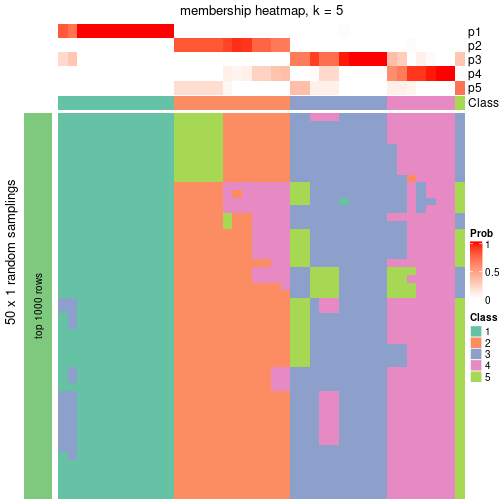 membership heatmap, k = 5
p1
p2
p3
p4
p5
Class
50 x 1 random samplings
top 1000 rows
Prob
1
0.5
0
Class
1
2
3
4
5